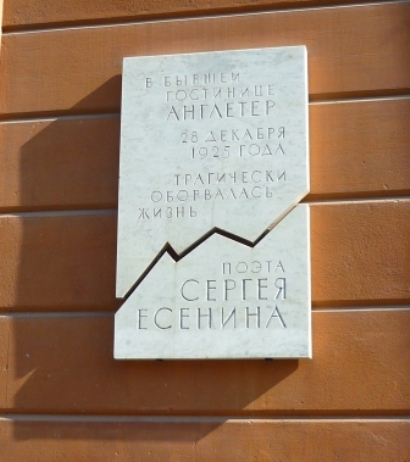 В БЫВШЕЙ
ГОСТИНИЦЕ
АНГЛЕТЕР
28 ДЕКАБРЯ
1925 ГОДА
ТРАГИЧЕСКИ
ОБОРВАЛАСЬ
ЖИЗНЬ
ПОЭТА
СЕРГЕЯ
ЕСЕНИНА